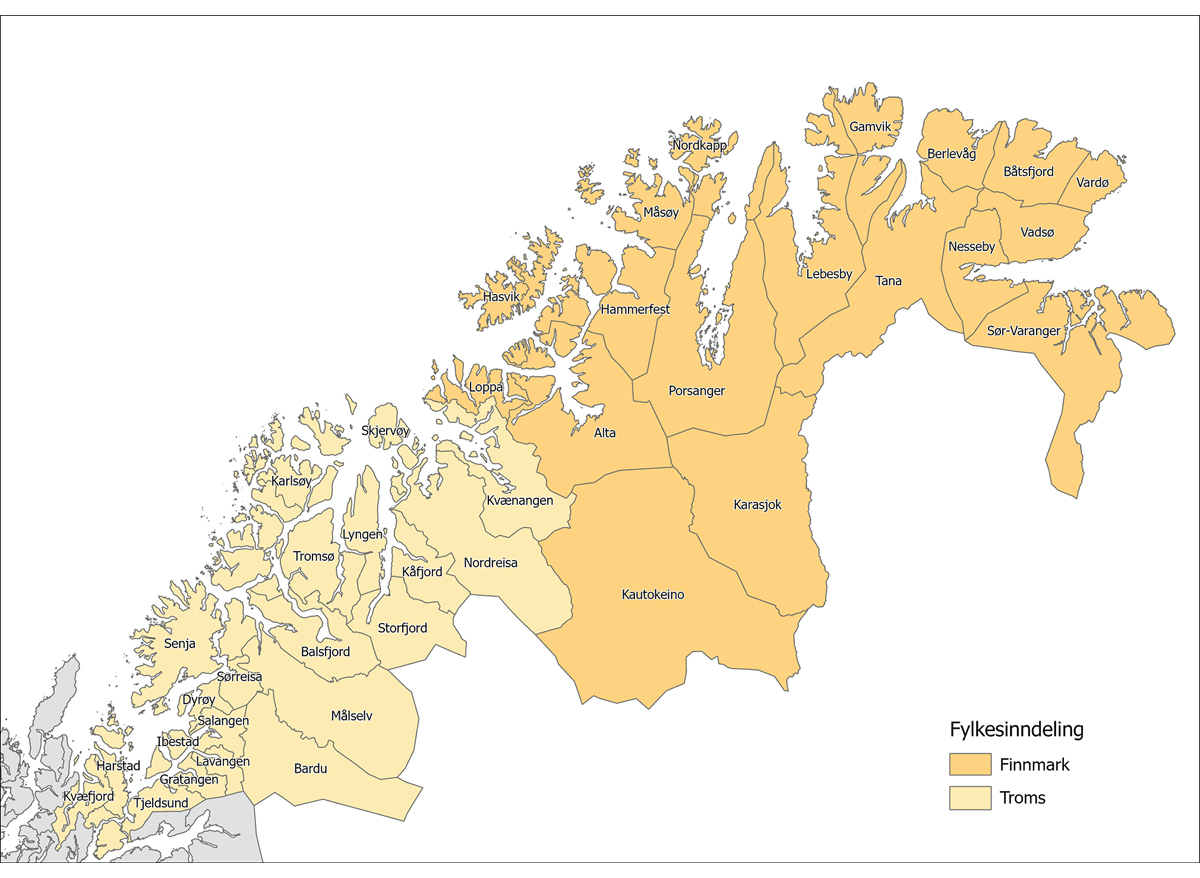 Gamvik
Nordkapp
Berlevåg
Båtsfjord
Vardø
Måsøy
Vadsø
Nesseby
Lebesby
Tana
Hasvik
Hammerfest
Sør-Varanger
Loppa
Porsanger
Skjervøy
Alta
Karlsøy
Kvænangen
Karasjok
Lyngen
Tromsø
Nordreisa
Kåfjord
Kautokeino
Storfjord
Senja
Balsfjord
Sørreisa
Dyrøy
Salangen
Målselv
Ibestad
Lavangen
Harstad
Bardu
Gratangen
Kvæfjord
Tjeldsund
Fylkesinndeling
Finnmark
Troms